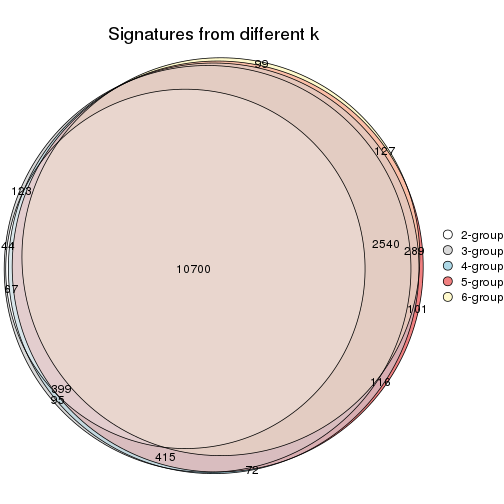 Signatures from different k
99
127
123
2540
289
44
10700
67
101
116
399
95
415
72
2-group
3-group
4-group
5-group
6-group